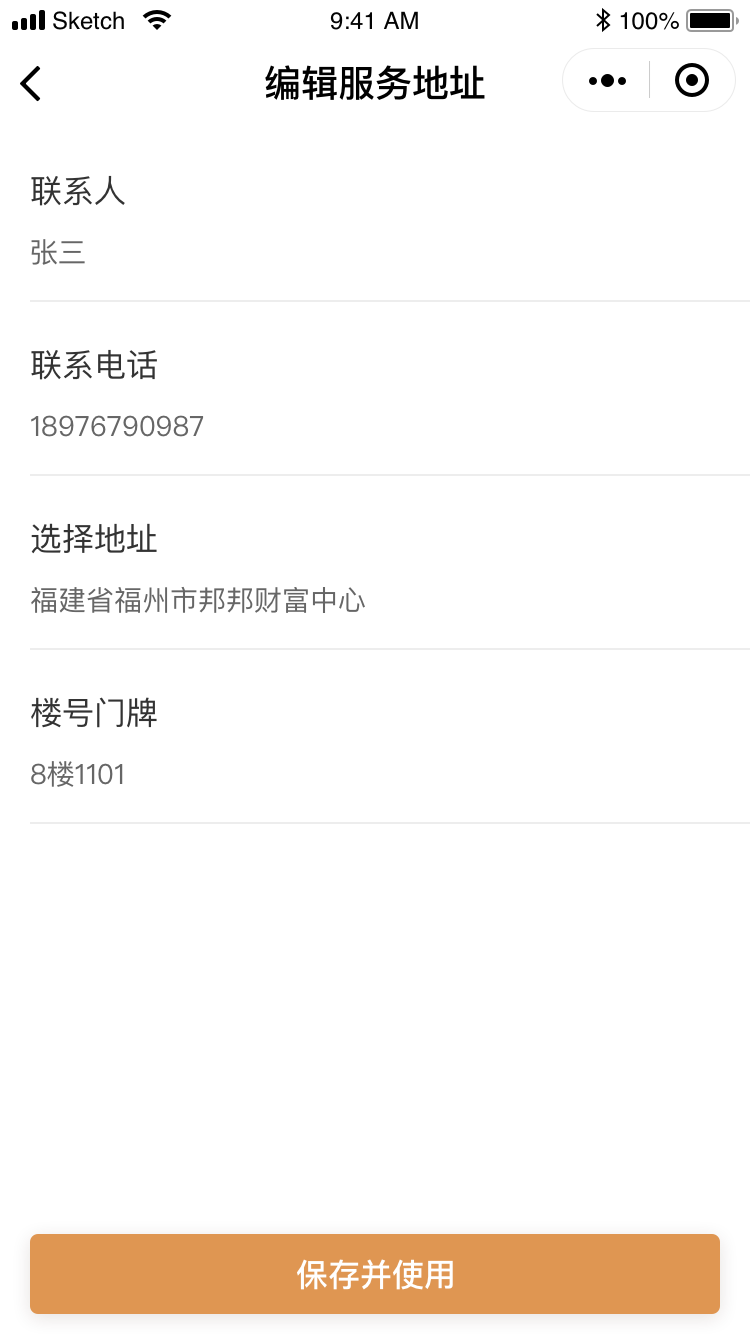 Sketch 9:41 AM 100%
编辑服务地址
联系人
张三
联系电话
18976790987
选择地址
福建省福州市邦邦财富中心
楼号门牌
8楼1101
保存并使用